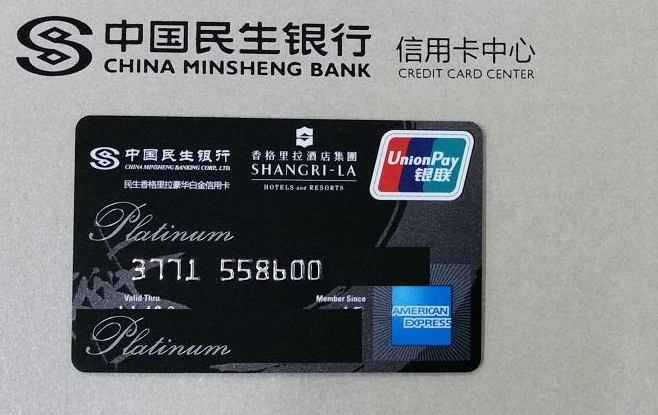 中国民生银行 信用卡中心
CHINA MINSHENG BANK CREDIT CARD CENTER
中国民生银行
CHINA MINSHENG BANKING CORP., LTD.
民生香格里拉豪华白金信用卡
香格里拉酒店集團
SHANGRI-LA
HOTELS and RESORTS
UnionPay
银联
Platinum
3771 558600
Valid Thru Member Since
Platinum
AMERICAN
EXPRESS